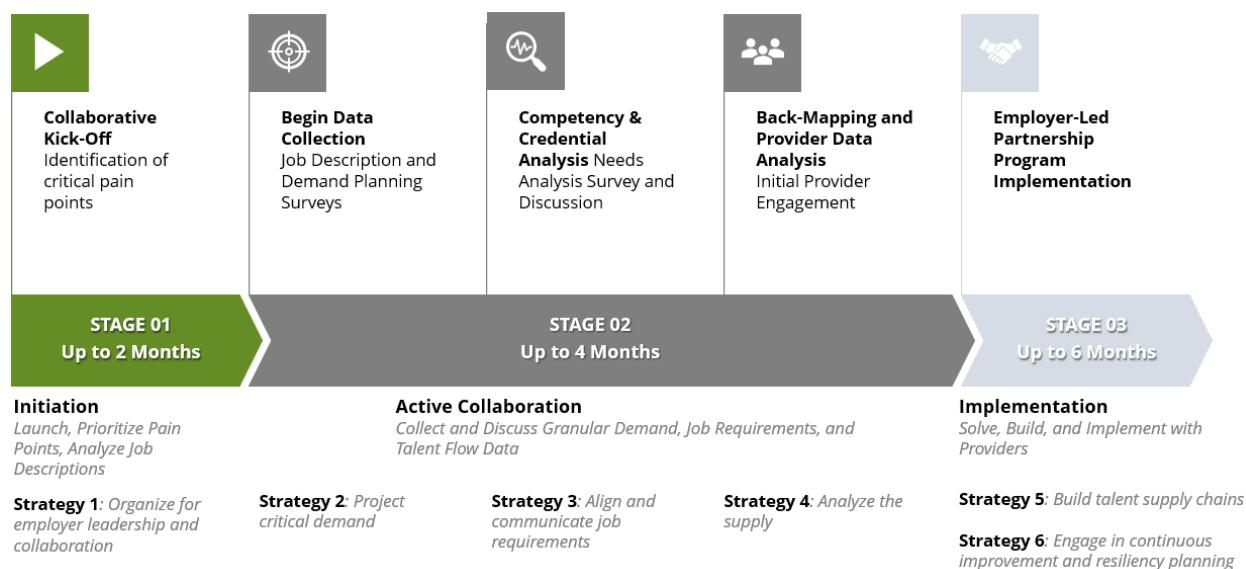 Collaborative
Kick-Off
Identification of
critical pain
points
Begin Data
Collection
Job Description and
Demand Planning
Surveys
Competency &
Credential
Analysis Needs
Analysis Survey and
Discussion
Back-Mapping and
Provider Data
Analysis
Initial Provider
Engagement
Employer-Led
Partnership
Program
Implementation
STAGE 01
Up to 2 Months
STAGE 02
Up to 4 Months
STAGE 03
Up to 6 Months
Initiation
Launch, Prioritize Pain
Points, Analyze Job
Descriptions
Active Collaboration
Collect and Discuss Granular Demand, Job Requirements, and
Talent Flow Data
Implementation
Solve, Build, and Implement with
Providers
Strategy 1: Organize for
employer leadership and
collaboration
Strategy 2: Project
critical demand
Strategy 3: Align and
communicate job
requirements
Strategy 4: Analyze the
supply
Strategy 5: Build talent supply chains
Strategy 6: Engage in continuous
improvement and resiliency planning